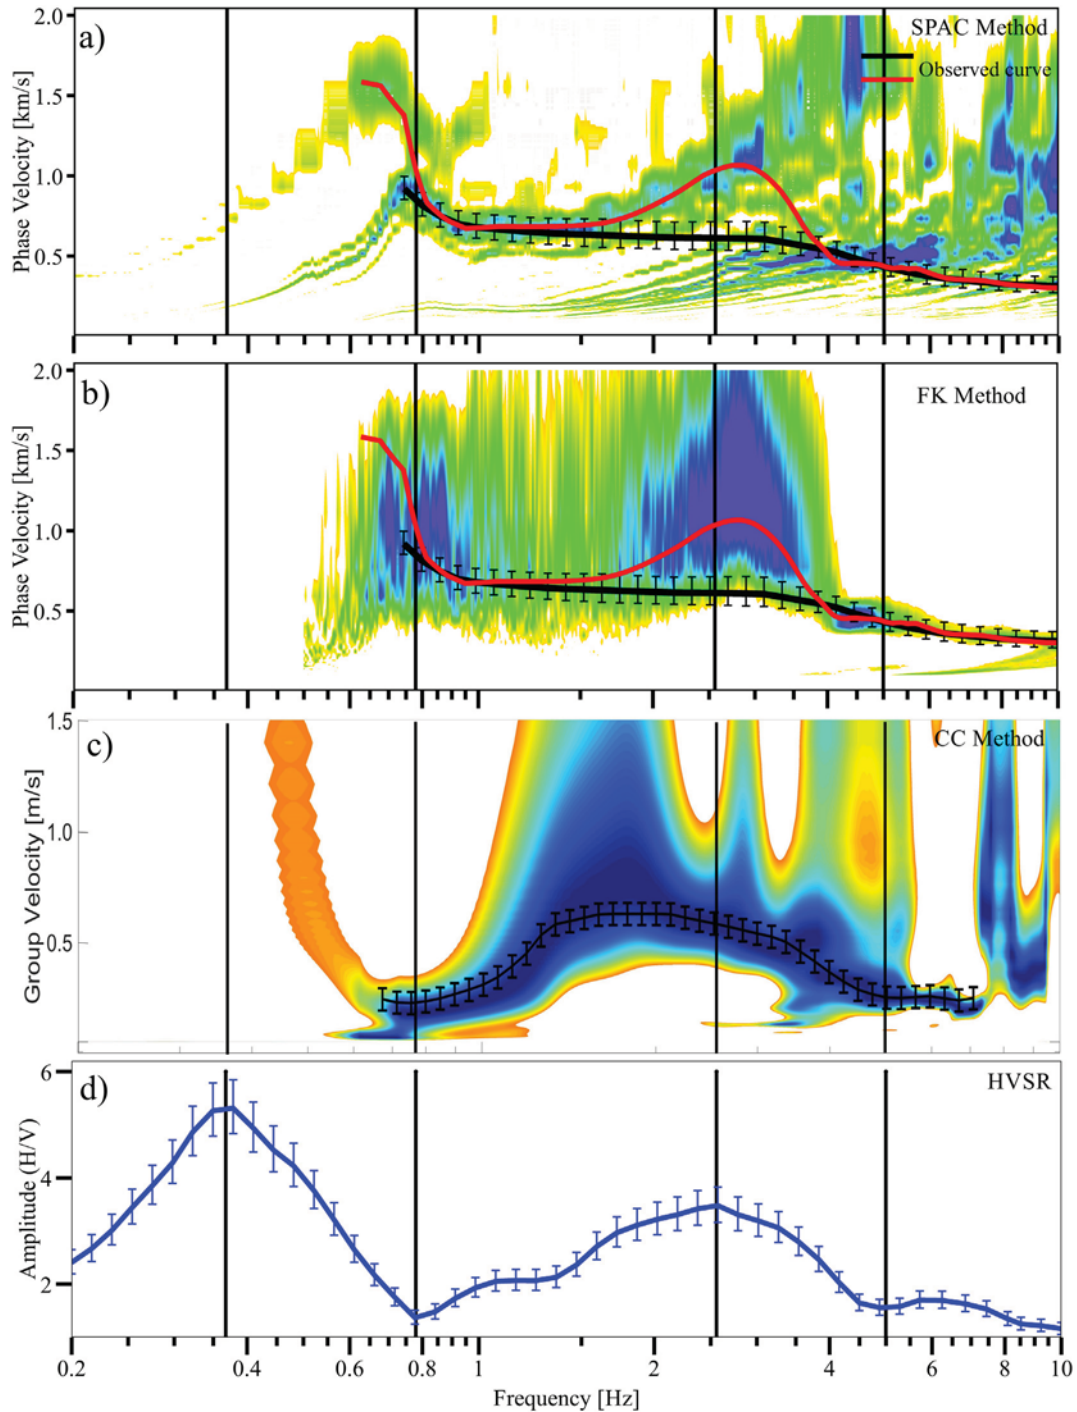 a)
SPAC Method
Observed curve
2.0
1.5
1.0
0.5
Phase Velocity [km/s]
b)
FK Method
2.0
1.5
1.0
0.5
Phase Velocity [km/s]
c)
CC Method
1.5
1.0
0.5
Group Velocity [m/s]
d)
HVSR
6
4
2
Amplitude (H/V)
0.2 0.4 0.6 0.8 1 2 4 6 8 10
Frequency [Hz]